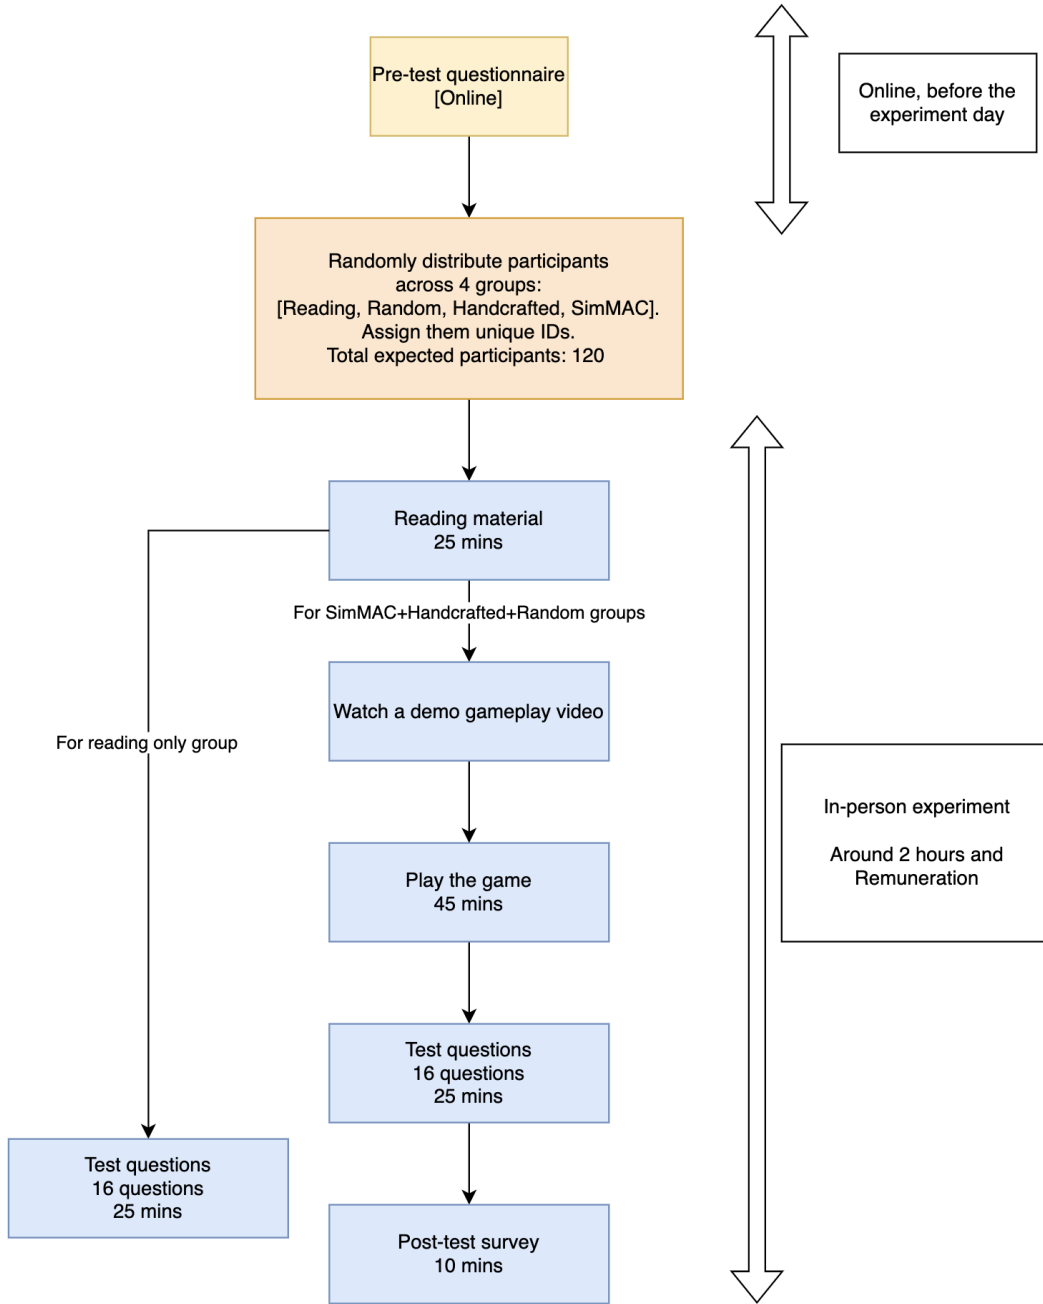 Pre-test questionnaire
[Online]
Online, before the
experiment day
Randomly distribute participants
across 4 groups:
[Reading, Random, Handcrafted, SimMAC].
Assign them unique IDs.
Total expected participants: 120
Reading material
25 mins
For SimMAC+Handcrafted+Random groups
Watch a demo gameplay video
For reading only group
In-person experiment
Around 2 hours and
Remuneration
Play the game
45 mins
Test questions
16 questions
25 mins
Test questions
16 questions
25 mins
Post-test survey
10 mins